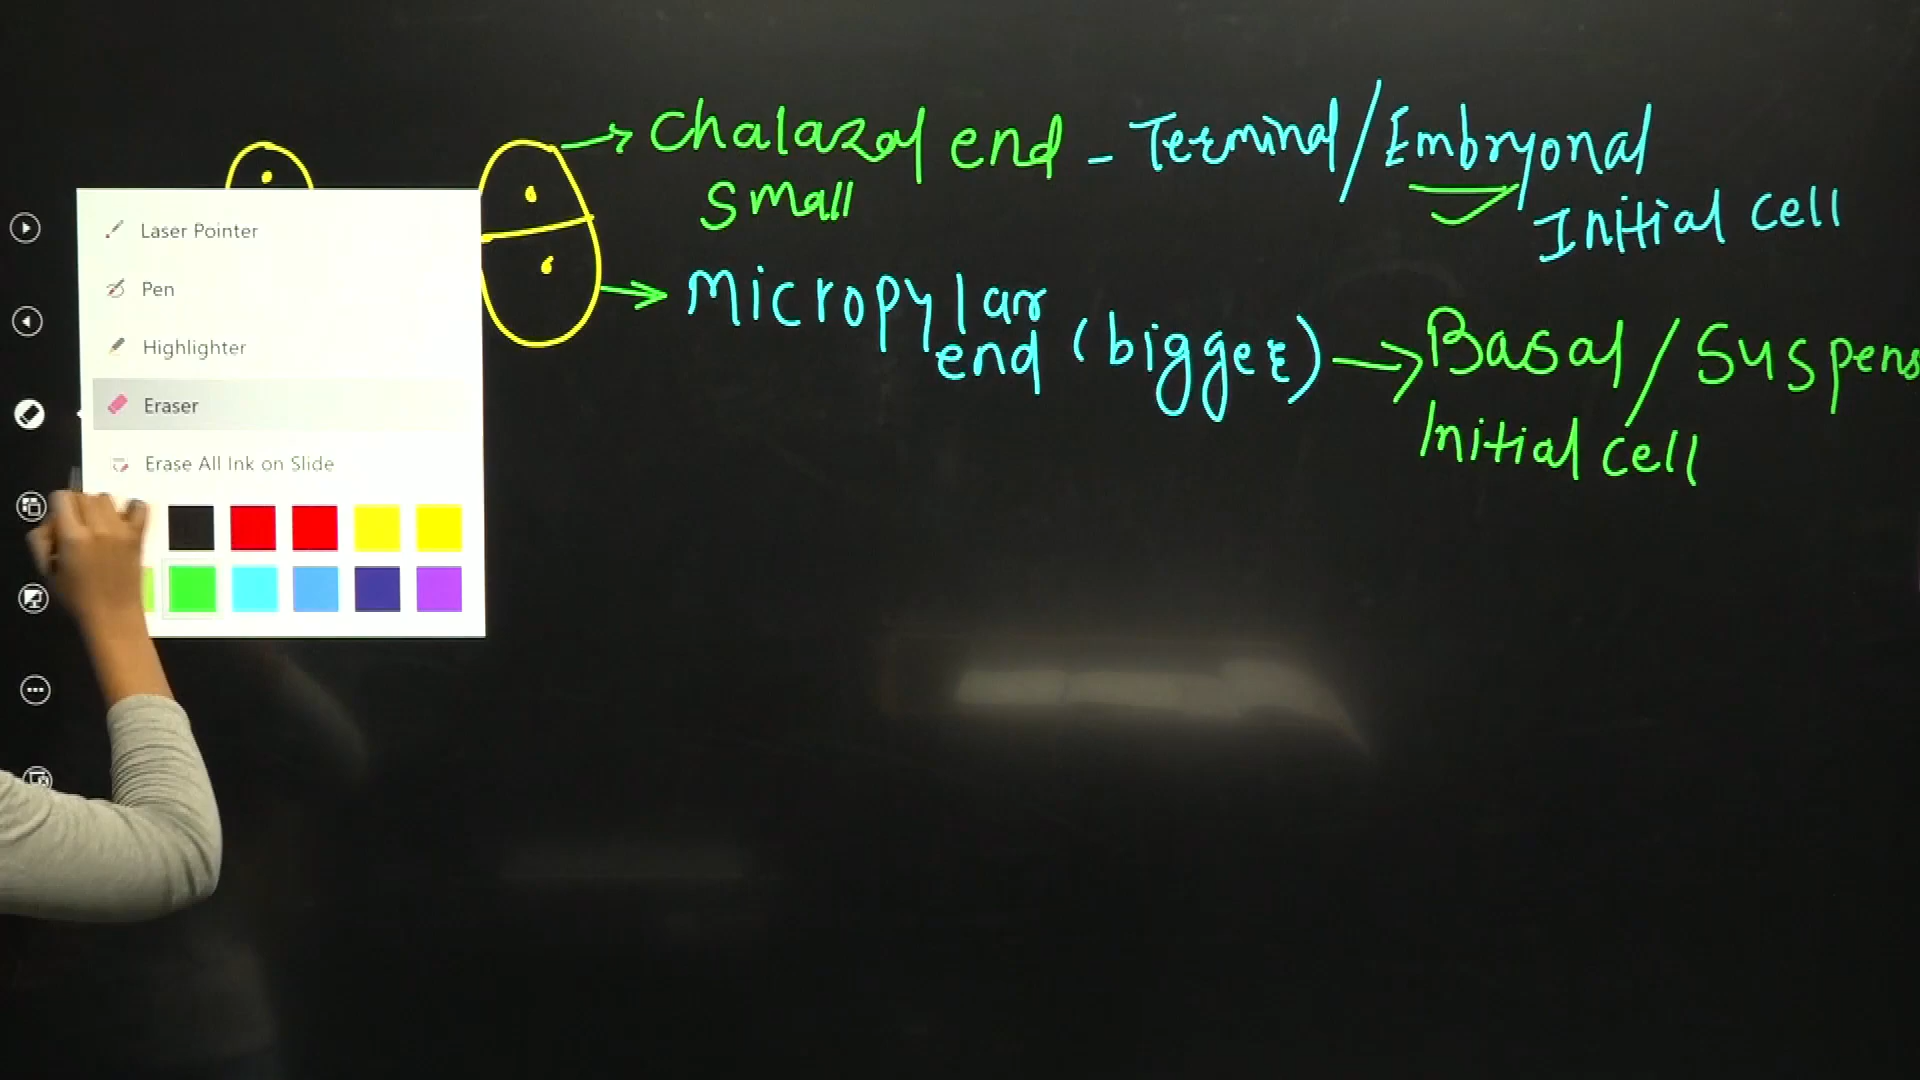 Chalazal end - Terminal/Embryonal
Small
Initial cell
Micropylar
end (bigger) → Basal/Suspens
Initial cell
Laser Pointer
Pen
Highlighter
Eraser
Erase All Ink on Slide